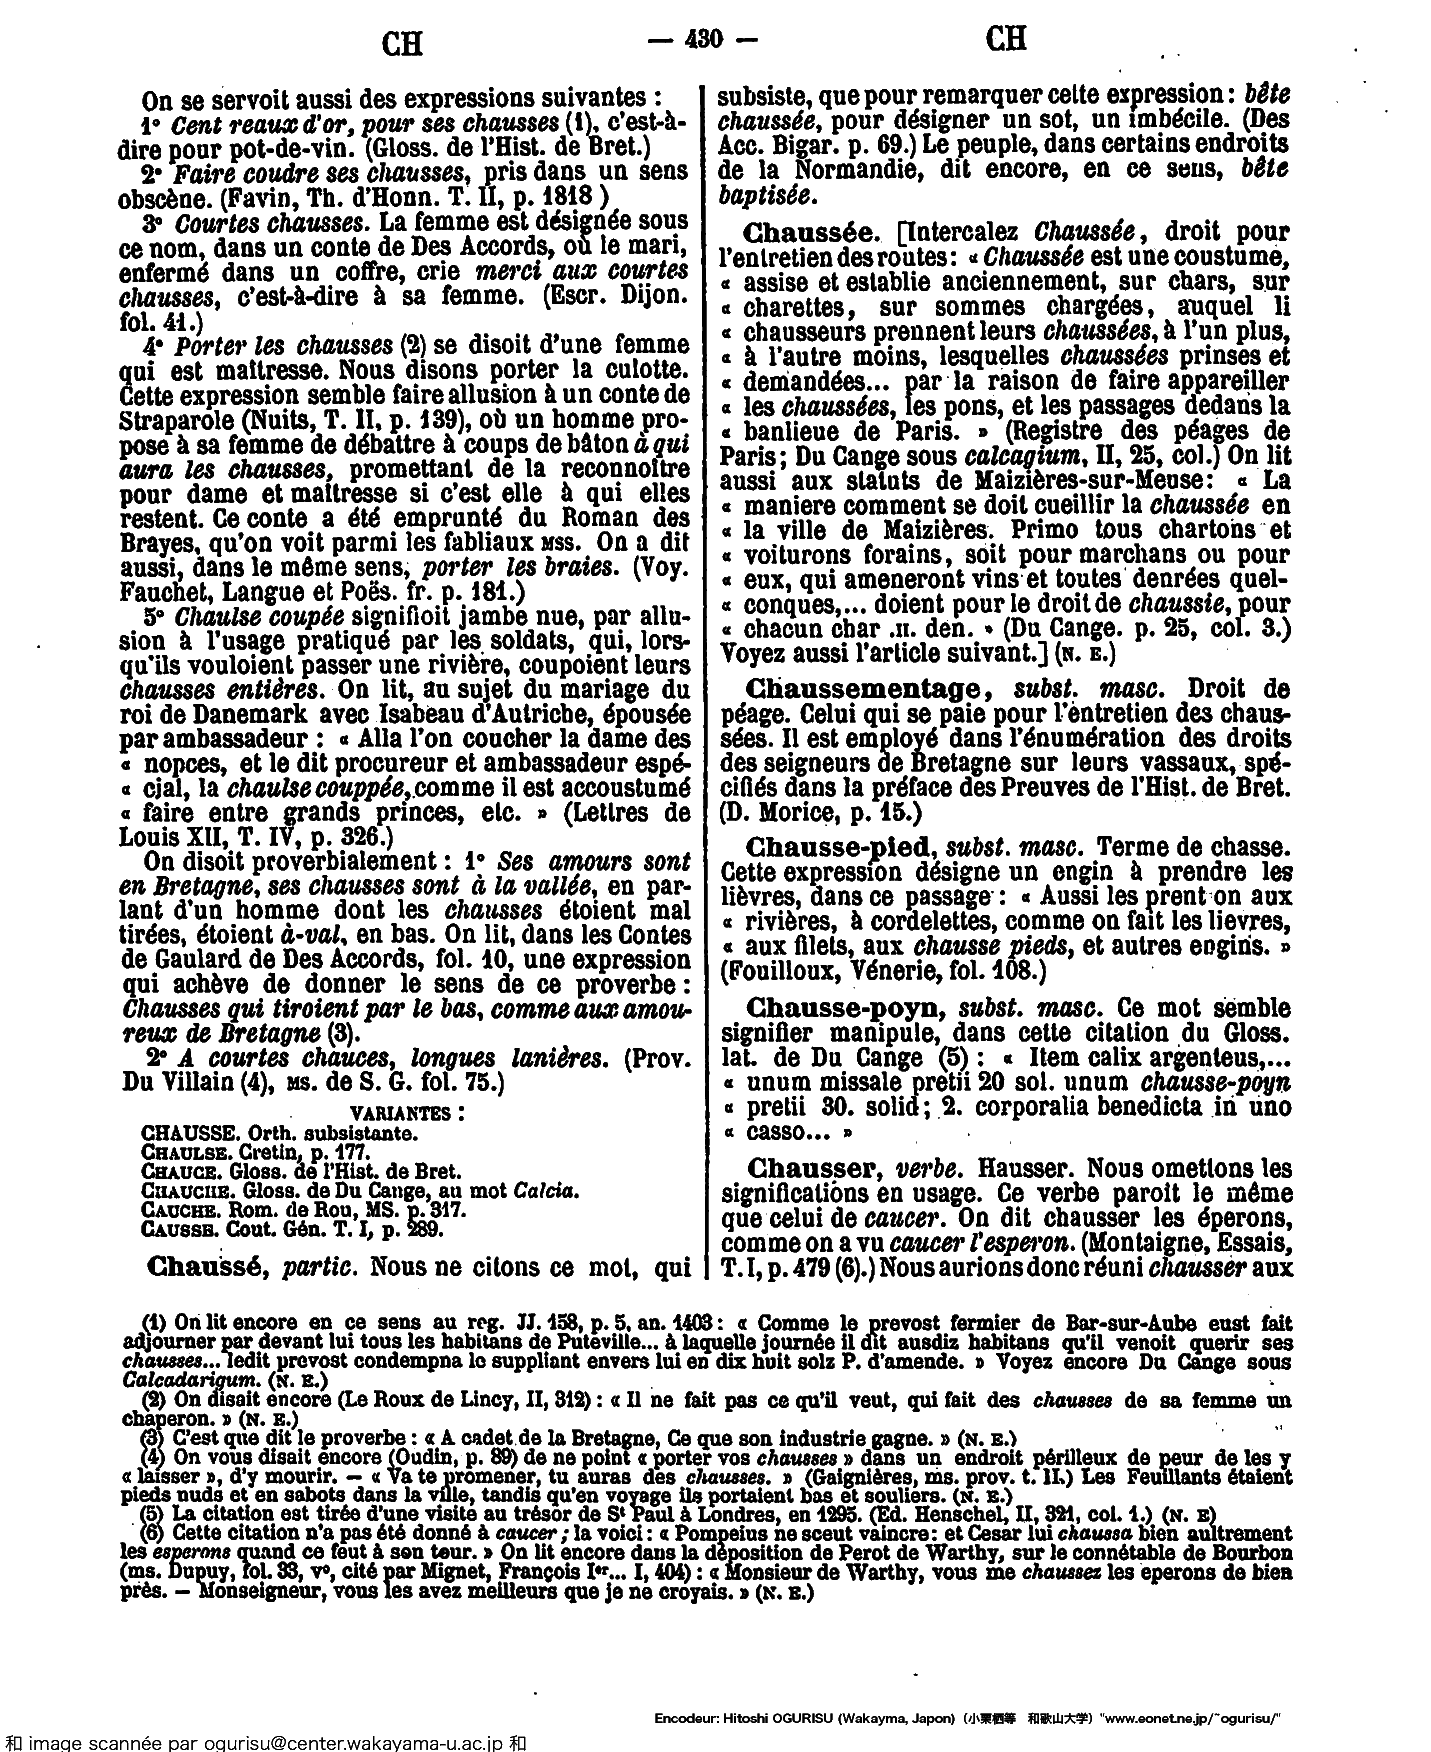 CH
— 430 —
CH
On se servoit aussi des expressions suivantes :
1° Cent reaux d'or, pour ses chausses (1), c'est-à-
dire pour pot-de-vin. (Gloss. de l'Hist. de Bret.)
2° Faire coudre ses chausses, pris dans un sens
obscène. (Favin, Th. d'Honn. T. II, p. 1818 )
3° Courtes chausses. La femme est désignée sous
ce nom, dans un conte de Des Accords, où le mari,
enfermé dans un coffre, crie merci aux courtes
chausses, c'est-à-dire à sa femme. (Escr. Dijon.
fol. 41.)
4° Porter les chausses (2) se disoit d'une femme
qui est maîtresse. Nous disons porter la culotte.
Cette expression semble faire allusion à un conte de
Straparole (Nuits, T. II, p. 139), où un homme pro-
pose à sa femme de débattre à coups de bâton à qui
aura les chausses, promettant de la reconnoître
pour dame et maîtresse si c'est elle à qui elles
restent. Ce conte a été emprunté du Roman des
Brayes, qu'on voit parmi les fabliaux MSS. On a dit
aussi, dans le même sens, porter les braies. (Voy.
Fauchet, Langue et Poës. fr. p. 181.)
5° Chaulse coupée signifioit jambe nue, par allu-
sion à l'usage pratiqué par les soldats, qui, lors-
qu'ils vouloient passer une rivière, coupoient leurs
chausses entières. On lit, au sujet du mariage du
roi de Danemark avec Isabeau d'Autriche, épousée
par ambassadeur : « Alla l'on coucher la dame des
« nopces, et le dit procureur et ambassadeur espé-
« cial, la chaulse couppée, comme il est accoustumé
« faire entre grands princes, etc. » (Lettres de
Louis XII, T. IV, p. 326.)
On disoit proverbialement : 1° Ses amours sont
en Bretagne, ses chausses sont à la vallée, en par-
lant d'un homme dont les chausses étoient mal
tirées, étoient à-val, en bas. On lit, dans les Contes
de Gaulard de Des Accords, fol. 10, une expression
qui achève de donner le sens de ce proverbe :
Chausses qui tiroient par le bas, comme aux amou-
reux de Bretagne (3).
2° A courtes chauces, longues lanières. (Prov.
Du Villain (4), MS. de S. G. fol. 75.)
VARIANTES :
CHAUSSE. Orth. subsistante.
CHAULSE. Cretin, p. 177.
CHAUCE. Gloss. de l'Hist. de Bret.
CHAUCHE. Gloss. de Du Cange, au mot Calcia.
CAUCHE. Rom. de Rou, MS. p. 317.
CAUSSE. Cout. Gén. T. I, p. 289.
Chaussé, partic. Nous ne citons ce mot, qui
subsiste, que pour remarquer cette expression : bête
chaussée, pour désigner un sot, un imbécile. (Des
Acc. Bigar. p. 69.) Le peuple, dans certains endroits
de la Normandie, dit encore, en ce sens, bête
baptisée.
Chaussée. [Intercalez Chaussée, droit pour
l'entretien des routes : « Chaussée est une coustume,
« assise et establie anciennement, sur chars, sur
« charettes, sur sommes chargées, auquel li
« chausseurs prennent leurs chaussées, à l'un plus,
« à l'autre moins, lesquelles chaussées prinses et
« demandées... par la raison de faire appareiller
« les chaussées, les pons, et les passages dedans la
« banlieue de Paris. » (Registre des péages de
Paris ; Du Cange sous calcagium, II, 25, col.) On lit
aussi aux statuts de Maizières-sur-Meuse : « La
« maniere comment se doit cueillir la chaussée en
« la ville de Maizières. Primo tous chartons et
« voiturons forains, soit pour marchans ou pour
« eux, qui ameneront vins et toutes denrées quel-
« conques,... doient pour le droit de chaussie, pour
« chacun char .II. den. » (Du Cange. p. 25, col. 3.)
Voyez aussi l'article suivant.] (N. E.)
Chaussementage, subst. masc. Droit de
péage. Celui qui se paie pour l'entretien des chaus-
sées. Il est employé dans l'énumération des droits
des seigneurs de Bretagne sur leurs vassaux, spé-
cifiés dans la préface des Preuves de l'Hist. de Bret.
(D. Morice, p. 15.)
Chausse-pied, subst. masc. Terme de chasse.
Cette expression désigne un engin à prendre les
lièvres, dans ce passage : « Aussi les prent on aux
« rivières, à cordelettes, comme on fait les lievres,
« aux filets, aux chausse pieds, et autres engins. »
(Fouilloux, Vénerie, fol. 108.)
Chausse-poyn, subst. masc. Ce mot semble
signifier manipule, dans cette citation du Gloss.
lat. de Du Cange (5) : « Item calix argenteus,...
« unum missale pretii 20 sol. unum chausse-poyn
« pretii 30. solid ; 2. corporalia benedicta in uno
« casso... »
Chausser, verbe. Hausser. Nous omettons les
significations en usage. Ce verbe paroît le même
que celui de caucer. On dit chausser les éperons,
comme on a vu caucer l'esperon. (Montaigne, Essais,
T. I, p. 479 (6).) Nous aurions donc réuni chausser aux
(1) On lit encore en ce sens au reg. JJ. 158, p. 5, an. 1403 : « Comme le prevost fermier de Bar-sur-Aube eust fait
adjourner par devant lui tous les habitans de Puteville... à laquelle journée il dit ausdiz habitans qu'il venoit querir ses
chausses... ledit prevost condempna le suppliant envers lui en dix huit solz P. d'amende. » Voyez encore Du Cange sous
Calcadarigum. (N. E.)
(2) On disait encore (Le Roux de Lincy, II, 312) : « Il ne fait pas ce qu'il veut, qui fait des chausses de sa femme un
chaperon. » (N. E.)
(3) C'est que dit le proverbe : « A cadet de la Bretagne, Ce que son industrie gagne. » (N. E.)
(4) On vous disait encore (Oudin, p. 89) de ne point « porter vos chausses » dans un endroit périlleux de peur de les y
« laisser », d'y mourir. — « Va te promener, tu auras des chausses. » (Gaignières, ms. prov. t. II.) Les Feuillants étaient
pieds nuds et en sabots dans la ville, tandis qu'en voyage ils portaient bas et souliers. (N. E.)
(5) La citation est tirée d'une visite au trésor de St Paul à Londres, en 1295. (Ed. Henschel, II, 321, col. 1.) (N. E)
(6) Cette citation n'a pas été donné à caucer ; la voici : « Pompeius ne sceut vaincre : et Cesar lui chaussa bien aultrement
les esperons quand ce feut à son tour. » On lit encore dans la déposition de Perot de Warthy, sur le connétable de Bourbon
(ms. Dupuy, fol. 33, v°, cité par Mignet, François Ier... I, 404) : « Monsieur de Warthy, vous me chaussez les eperons de bien
près. — Monseigneur, vous les avez meilleurs que je ne croyais. » (N. E.)
Encodeur: Hitoshi OGURISU (Wakayma, Japon) (小栗栖等 和歌山大学) "www.eonet.ne.jp/~ogurisu/"
和 image scannée par ogurisu@center.wakayama-u.ac.jp 和